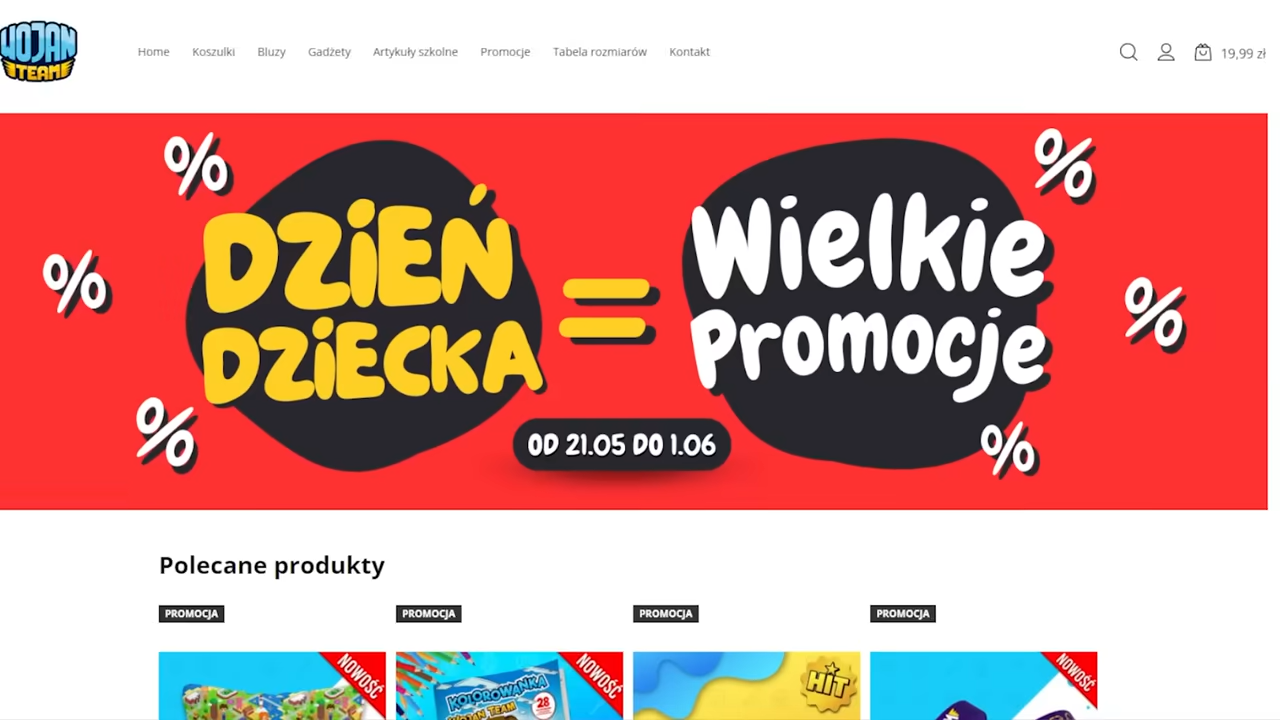 WOJAN
TEAM
Home Koszulki Bluzy Gadżety Artykuły szkolne Promocje Tabela rozmiarów Kontakt
19,99 zł
% %
DZIEŃ = Wielkie
DZIECKA Promocje
% %
OD 21.05 DO 1.06
% %
Polecane produkty
PROMOCJA PROMOCJA PROMOCJA PROMOCJA
NOWOŚĆ NOWOŚĆ HIT NOWOŚĆ
KOLOROWANKA
WOJAN TEAM
28